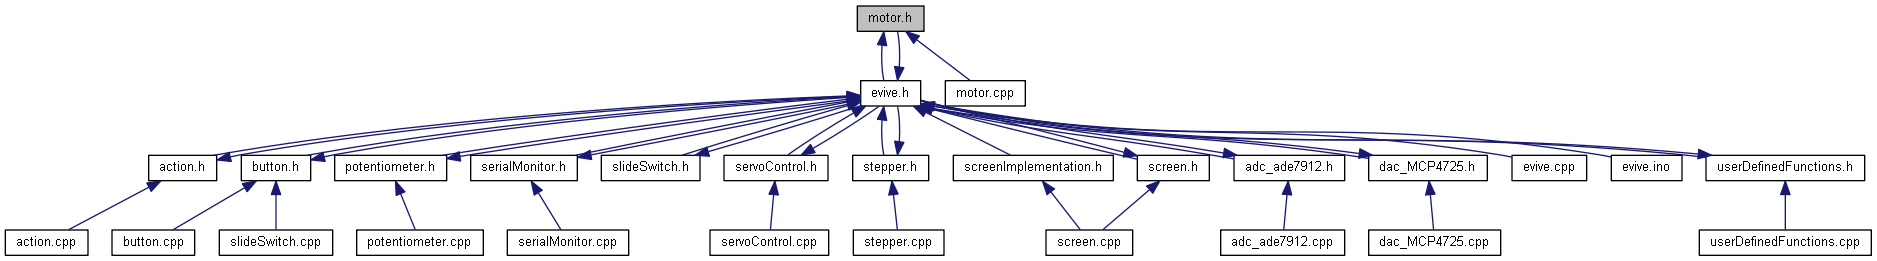 motor.h
evive.h
motor.cpp
action.h
button.h
potentiometer.h
serialMonitor.h
slideSwitch.h
servoControl.h
stepper.h
screenImplementation.h
screen.h
adc_ade7912.h
dac_MCP4725.h
evive.cpp
evive.ino
userDefinedFunctions.h
action.cpp
button.cpp
slideSwitch.cpp
potentiometer.cpp
serialMonitor.cpp
servoControl.cpp
stepper.cpp
screen.cpp
adc_ade7912.cpp
dac_MCP4725.cpp
userDefinedFunctions.cpp